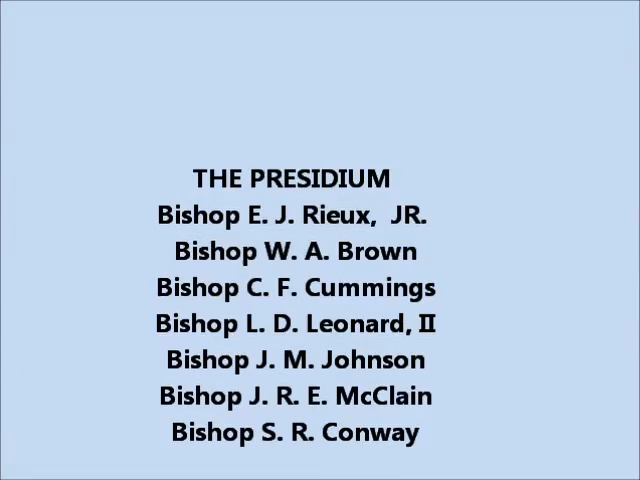 THE PRESIDIUM
Bishop E. J. Rieux, JR.
Bishop W. A. Brown
Bishop C. F. Cummings
Bishop L. D. Leonard, II
Bishop J. M. Johnson
Bishop J. R. E. McClain
Bishop S. R. Conway